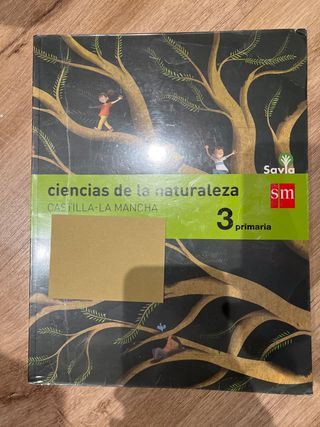 Savia
ciencias de la naturaleza
sm
CASTILLA-LA MANCHA
3 primaria